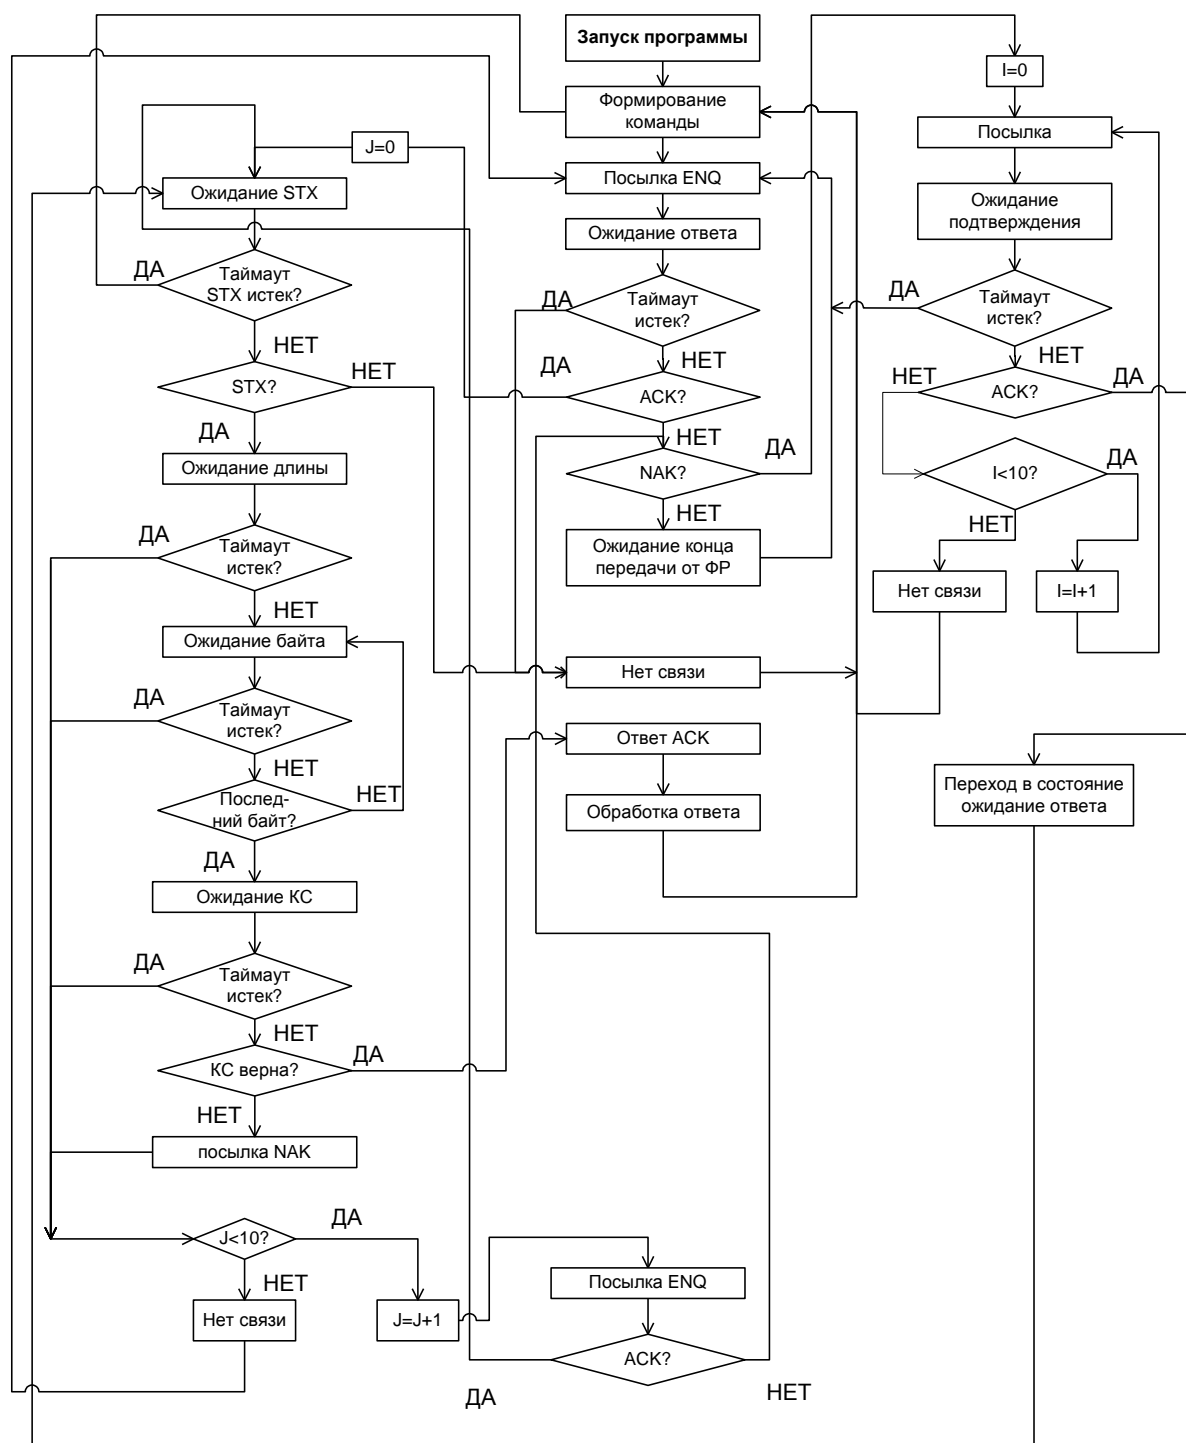 Запуск программы
I=0
Формирование
команды
Посылка
J=0
Ожидание STX
Посылка ENQ
Ожидание
подтверждения
Ожидание ответа
ДА
Таймаут
STX истек?
ДА
Таймаут
истек?
ДА
Таймаут
истек?
НЕТ
НЕТ
НЕТ
STX?
НЕТ
ДА
ACK?
НЕТ
ACK?
ДА
ДА
НЕТ
ДА
Ожидание длины
NAK?
I<10?
ДА
НЕТ
НЕТ
ДА
Таймаут
истек?
Ожидание конца
передачи от ФР
Нет связи
I=I+1
НЕТ
Ожидание байта
Нет связи
ДА
Таймаут
истек?
Ответ ACK
НЕТ
Послед-
ний байт?
НЕТ
Обработка ответа
Переход в состояние
ожидание ответа
ДА
Ожидание КС
ДА
Таймаут
истек?
НЕТ
КС верна?
ДА
НЕТ
посылка NAK
J<10?
ДА
НЕТ
Посылка ENQ
Нет связи
J=J+1
ACK?
ДА
НЕТ